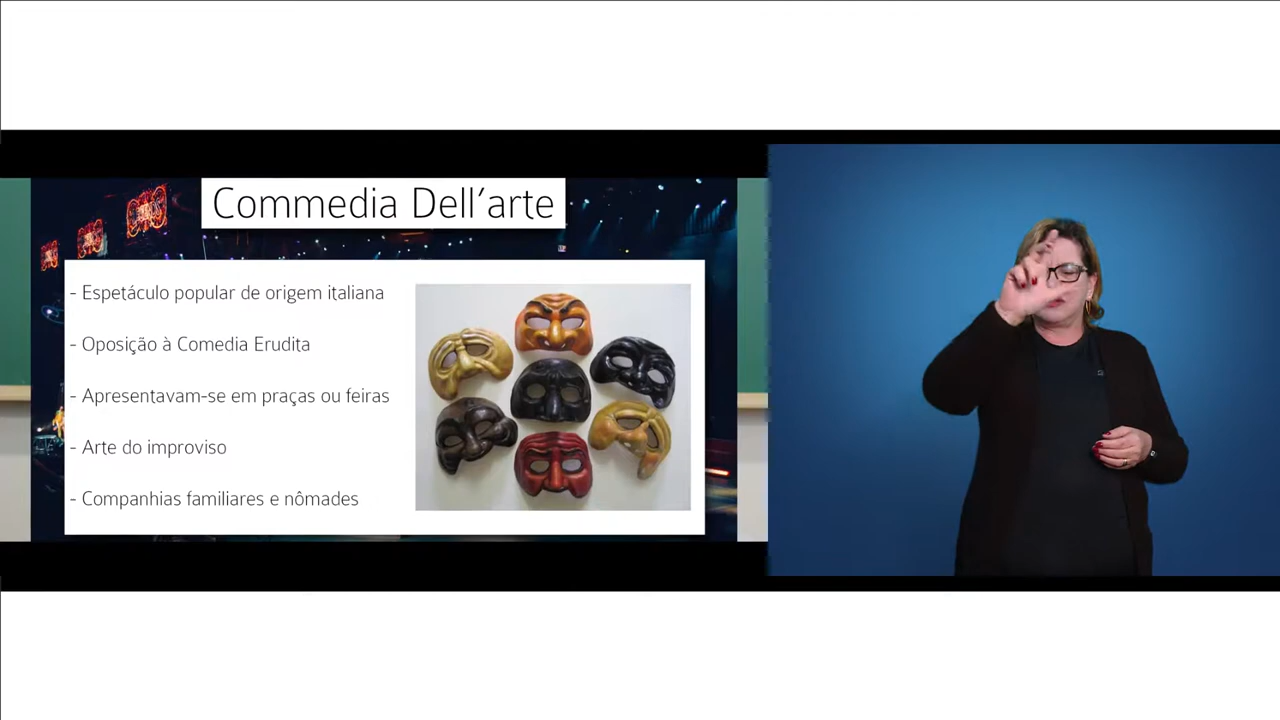 Commedia Dell'arte
- Espetáculo popular de origem italiana
- Oposição à Comedia Erudita
- Apresentavam-se em praças ou feiras
- Arte do improviso
- Companhias familiares e nômades